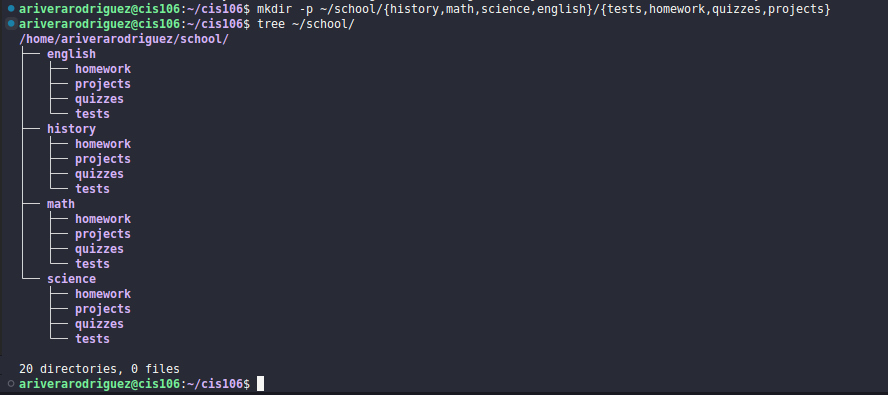 ariverarodriguez@cis106:~/cis106$ mkdir -p ~/school/{history,math,science,english}/{tests,homework,quizzes,projects}
ariverarodriguez@cis106:~/cis106$ tree ~/school/
/home/ariverarodriguez/school/
├── english
│   ├── homework
│   ├── projects
│   ├── quizzes
│   └── tests
├── history
│   ├── homework
│   ├── projects
│   ├── quizzes
│   └── tests
├── math
│   ├── homework
│   ├── projects
│   ├── quizzes
│   └── tests
└── science
    ├── homework
    ├── projects
    ├── quizzes
    └── tests
20 directories, 0 files
ariverarodriguez@cis106:~/cis106$